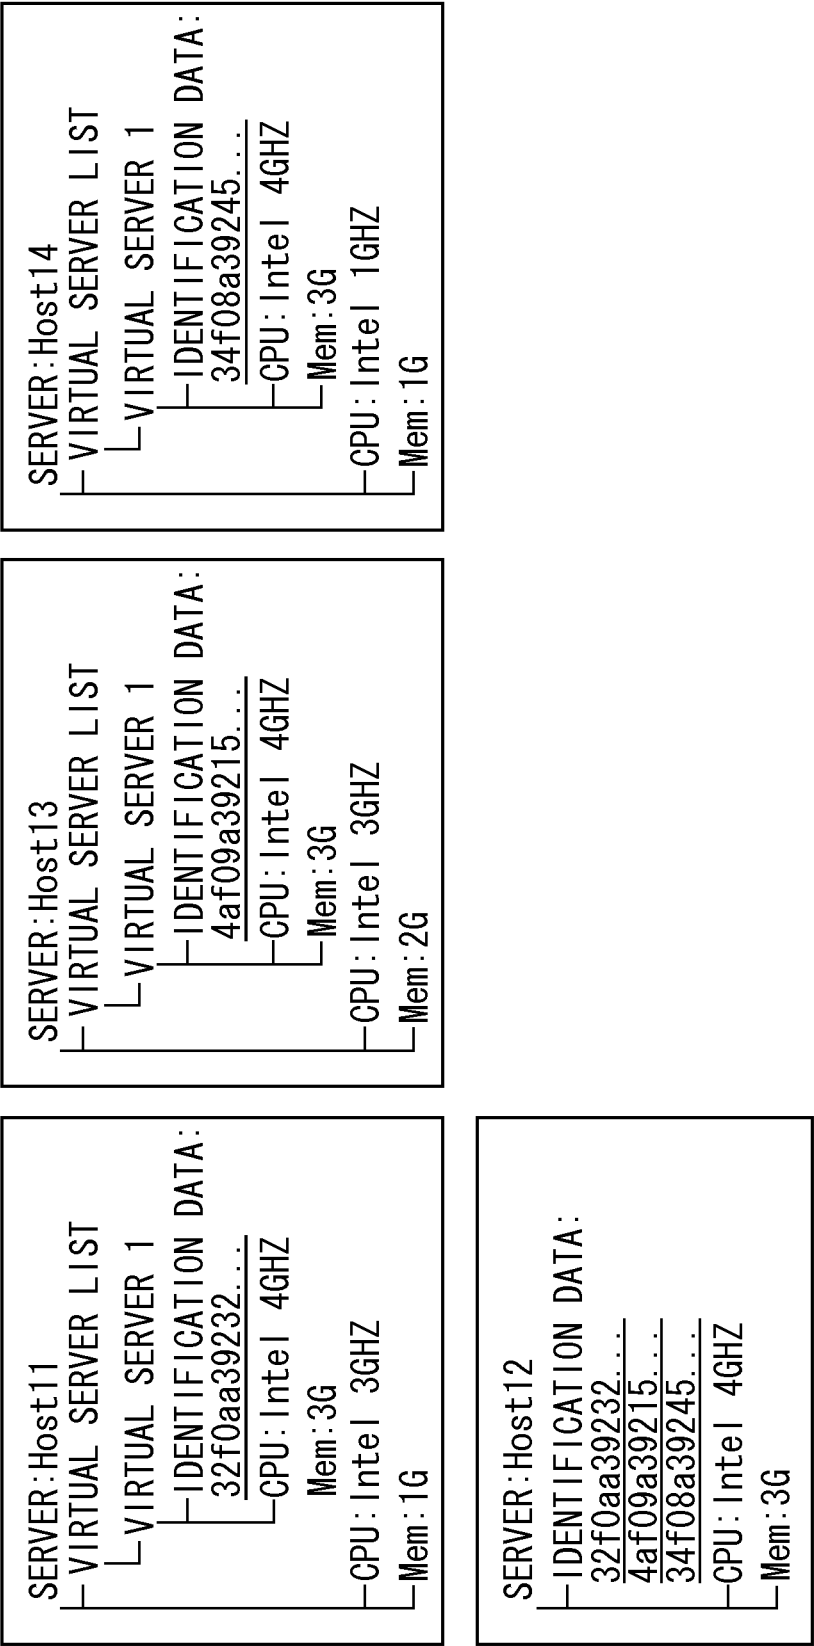 SERVER:Host11
VIRTUAL SERVER LIST
VIRTUAL SERVER 1
IDENTIFICATION DATA:
32f0aa39232...
CPU:Intel 4GHZ
Mem:3G
CPU:Intel 3GHZ
Mem:1G
SERVER:Host13
VIRTUAL SERVER LIST
VIRTUAL SERVER 1
IDENTIFICATION DATA:
4af09a39215...
CPU:Intel 4GHZ
Mem:3G
CPU:Intel 3GHZ
Mem:2G
SERVER:Host14
VIRTUAL SERVER LIST
VIRTUAL SERVER 1
IDENTIFICATION DATA:
34f08a39245...
CPU:Intel 4GHZ
Mem:3G
CPU:Intel 1GHZ
Mem:1G
SERVER:Host12
IDENTIFICATION DATA:
32f0aa39232...
4af09a39215...
34f08a39245...
CPU:Intel 4GHZ
Mem:3G